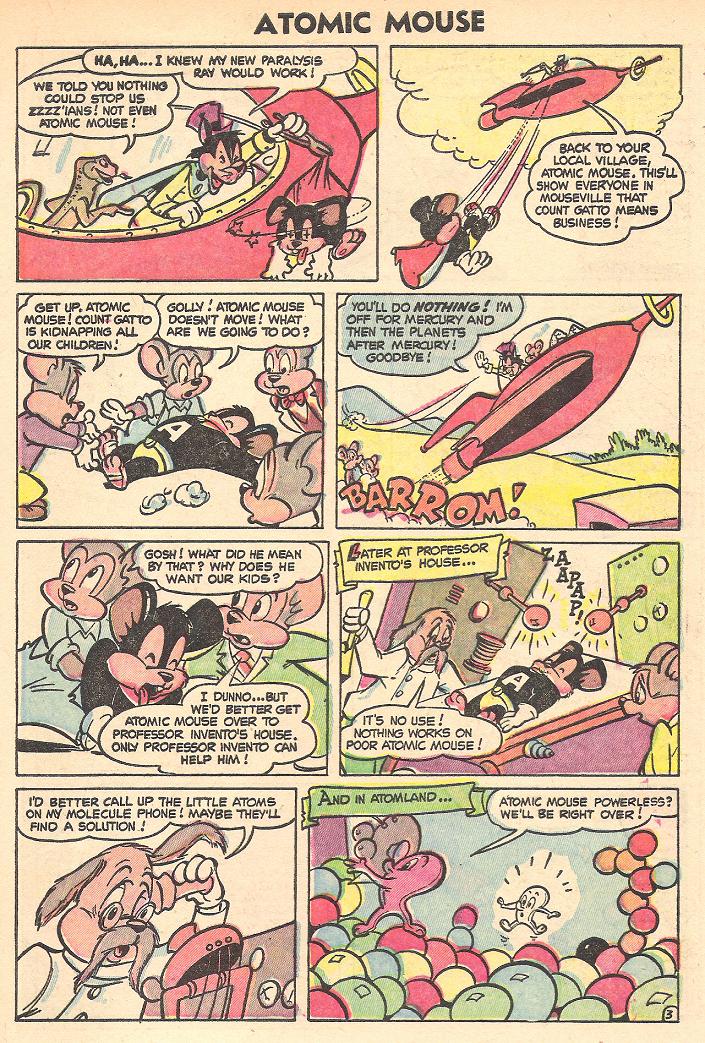 ATOMIC MOUSE
HA, HA... I KNEW MY NEW PARALYSIS
RAY WOULD WORK!
WE TOLD YOU NOTHING
COULD STOP US
ZZZZ'IANS! NOT EVEN
ATOMIC MOUSE!
BACK TO YOUR
LOCAL VILLAGE,
ATOMIC MOUSE. THIS'LL
SHOW EVERYONE IN
MOUSEVILLE THAT
COUNT GATTO MEANS
BUSINESS!
GET UP, ATOMIC
MOUSE! COUNT GATTO
IS KIDNAPPING ALL
OUR CHILDREN!
GOLLY! ATOMIC MOUSE
DOESN'T MOVE! WHAT
ARE WE GOING TO DO?
A
YOU'LL DO NOTHING! I'M
OFF FOR MERCURY AND
THEN THE PLANETS
AFTER MERCURY!
GOODBYE!
BARROM!
GOSH! WHAT DID HE MEAN
BY THAT? WHY DOES HE
WANT OUR KIDS?
I DUNNO...BUT
WE'D BETTER GET
ATOMIC MOUSE OVER TO
PROFESSOR INVENTO'S HOUSE.
ONLY PROFESSOR INVENTO CAN
HELP HIM!
LATER AT PROFESSOR
INVENTO'S HOUSE...
ZAAPAP!
A
IT'S NO USE!
NOTHING WORKS ON
POOR ATOMIC MOUSE!
I'D BETTER CALL UP THE LITTLE ATOMS
ON MY MOLECULE PHONE! MAYBE THEY'LL
FIND A SOLUTION!
AND IN ATOMLAND...
ATOMIC MOUSE POWERLESS?
WE'LL BE RIGHT OVER!
3